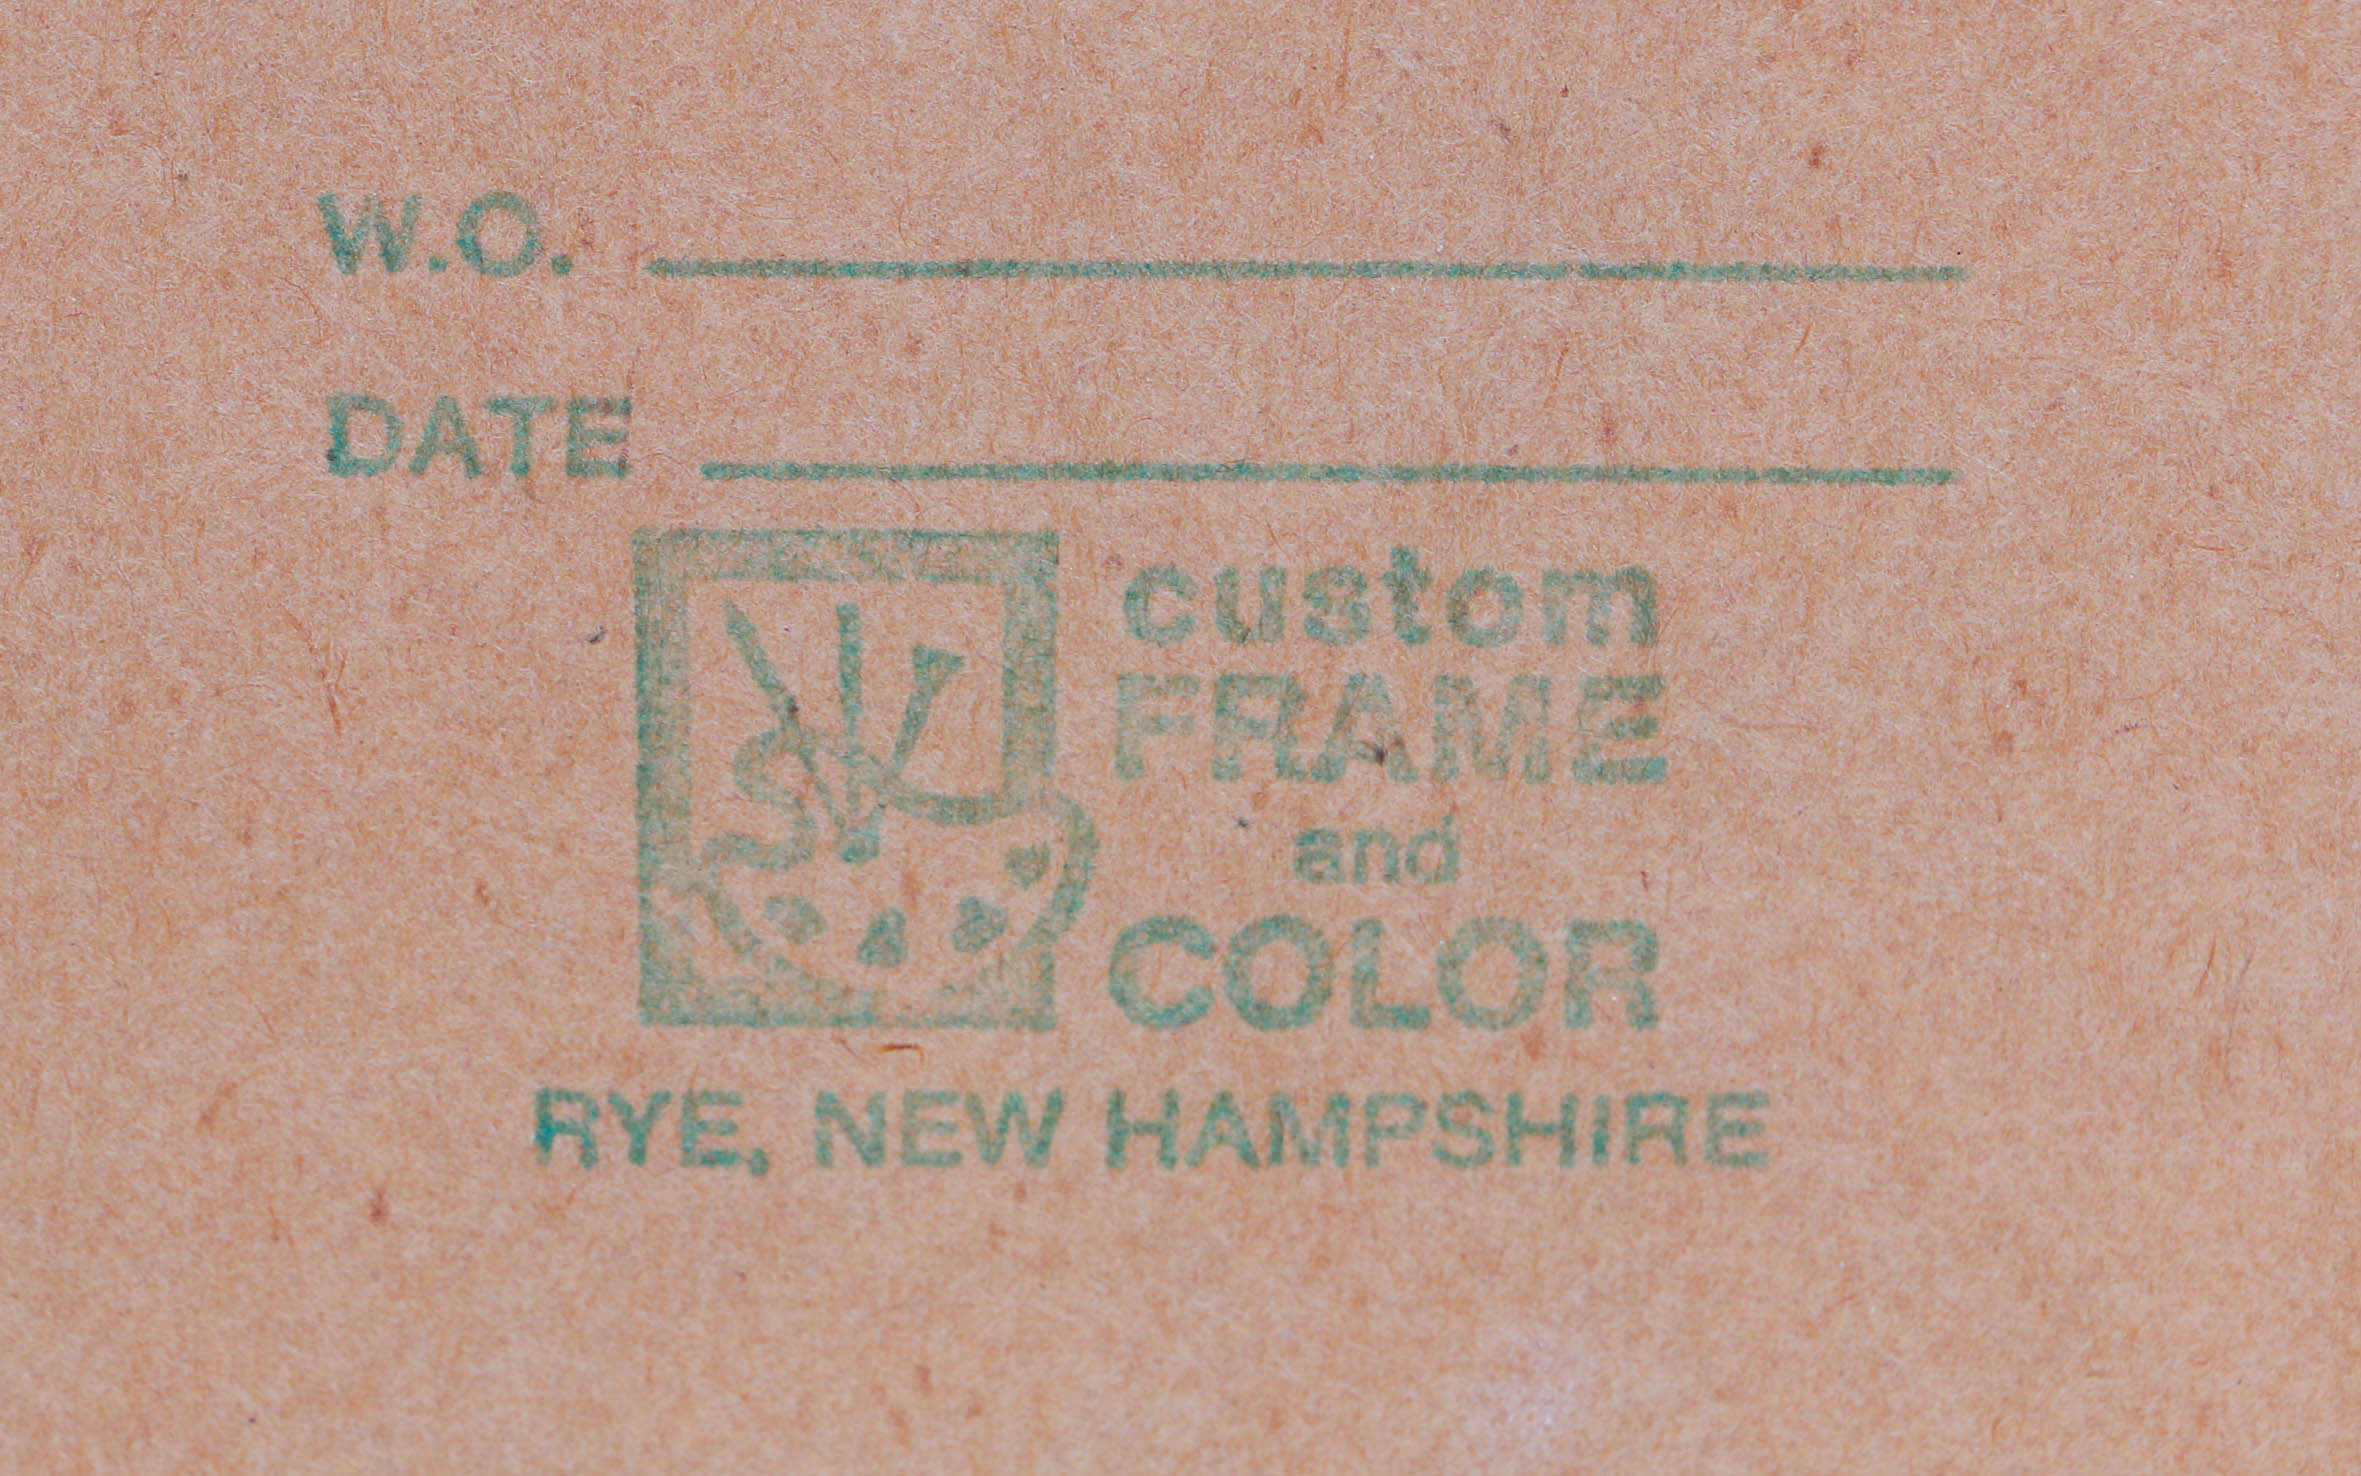 W.O.
DATE
custom
FRAME
and
COLOR
RYE, NEW HAMPSHIRE